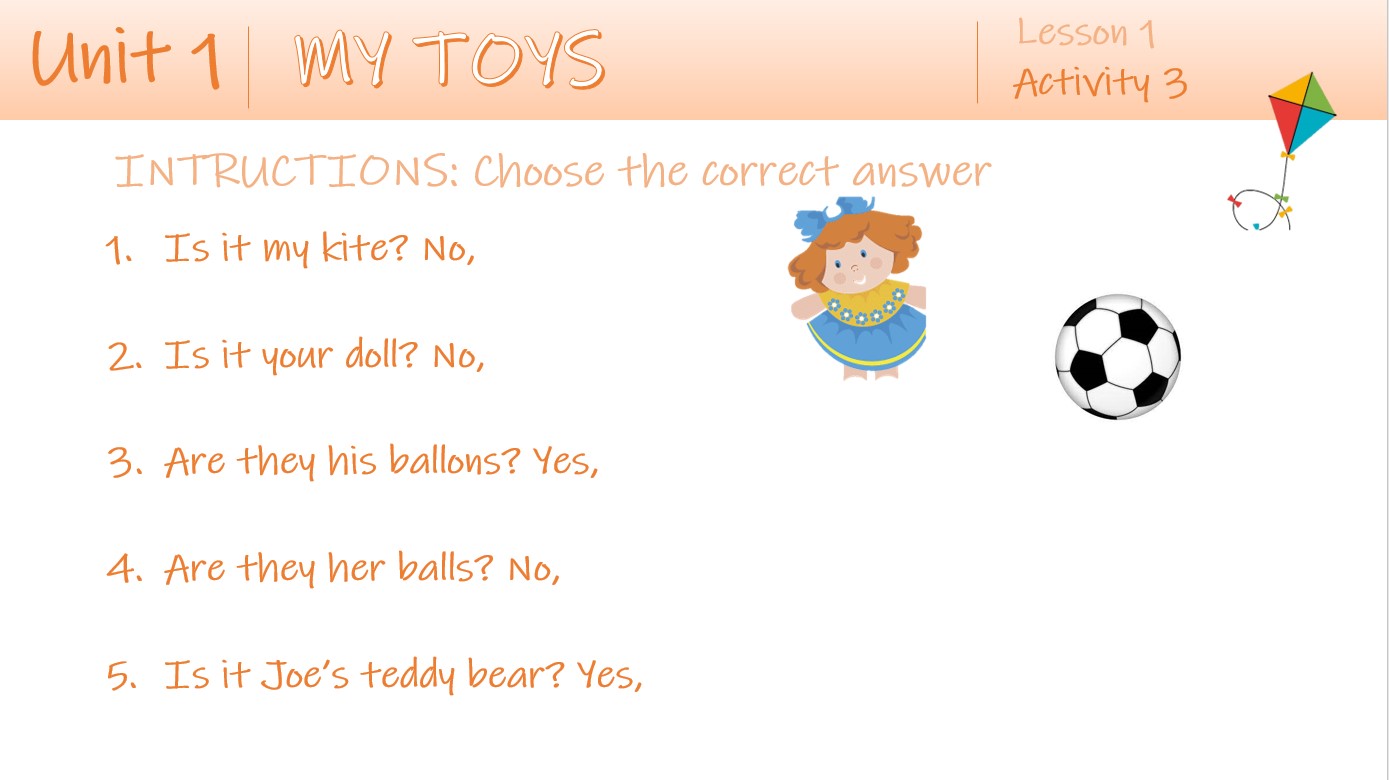 Unit 1
MY TOYS
Lesson 1
Activity 3
INTRUCTIONS: Choose the correct answer
1. Is it my kite? No,
2. Is it your doll? No,
3. Are they his ballons? Yes,
4. Are they her balls? No,
5. Is it Joe's teddy bear? Yes,